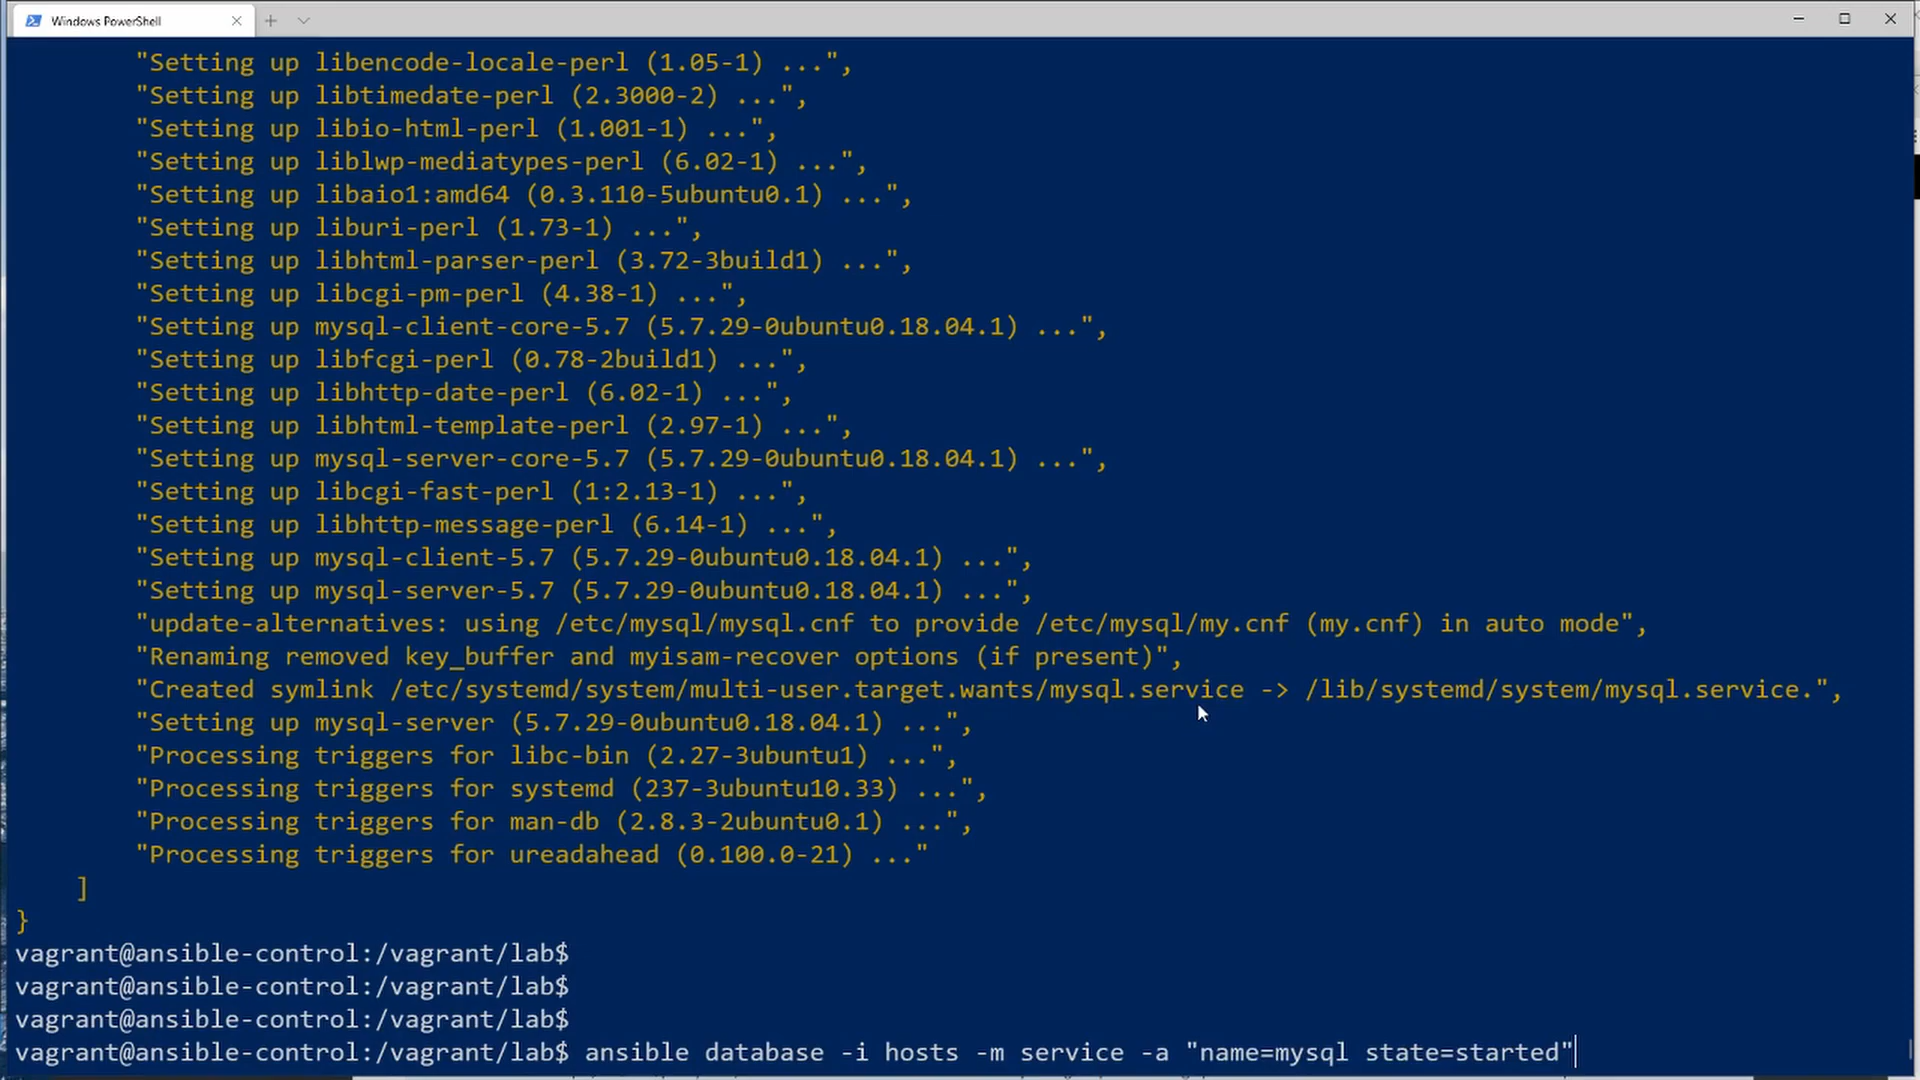 Windows PowerShell
"Setting up libencode-locale-perl (1.05-1) ...",
"Setting up libtimedate-perl (2.3000-2) ...",
"Setting up libio-html-perl (1.001-1) ...",
"Setting up liblwp-mediatypes-perl (6.02-1) ...",
"Setting up libaio1:amd64 (0.3.110-5ubuntu0.1) ...",
"Setting up liburi-perl (1.73-1) ...",
"Setting up libhtml-parser-perl (3.72-3build1) ...",
"Setting up libcgi-pm-perl (4.38-1) ...",
"Setting up mysql-client-core-5.7 (5.7.29-0ubuntu0.18.04.1) ...",
"Setting up libfcgi-perl (0.78-2build1) ...",
"Setting up libhttp-date-perl (6.02-1) ...",
"Setting up libhtml-template-perl (2.97-1) ...",
"Setting up mysql-server-core-5.7 (5.7.29-0ubuntu0.18.04.1) ...",
"Setting up libcgi-fast-perl (1:2.13-1) ...",
"Setting up libhttp-message-perl (6.14-1) ...",
"Setting up mysql-client-5.7 (5.7.29-0ubuntu0.18.04.1) ...",
"Setting up mysql-server-5.7 (5.7.29-0ubuntu0.18.04.1) ...",
"update-alternatives: using /etc/mysql/mysql.cnf to provide /etc/mysql/my.cnf (my.cnf) in auto mode",
"Renaming removed key_buffer and myisam-recover options (if present)",
"Created symlink /etc/systemd/system/multi-user.target.wants/mysql.service -> /lib/systemd/system/mysql.service.",
"Setting up mysql-server (5.7.29-0ubuntu0.18.04.1) ...",
"Processing triggers for libc-bin (2.27-3ubuntu1) ...",
"Processing triggers for systemd (237-3ubuntu10.33) ...",
"Processing triggers for man-db (2.8.3-2ubuntu0.1) ...",
"Processing triggers for ureadahead (0.100.0-21) ..."
]
}
vagrant@ansible-control:/vagrant/lab$
vagrant@ansible-control:/vagrant/lab$
vagrant@ansible-control:/vagrant/lab$
vagrant@ansible-control:/vagrant/lab$ ansible database -i hosts -m service -a "name=mysql state=started"